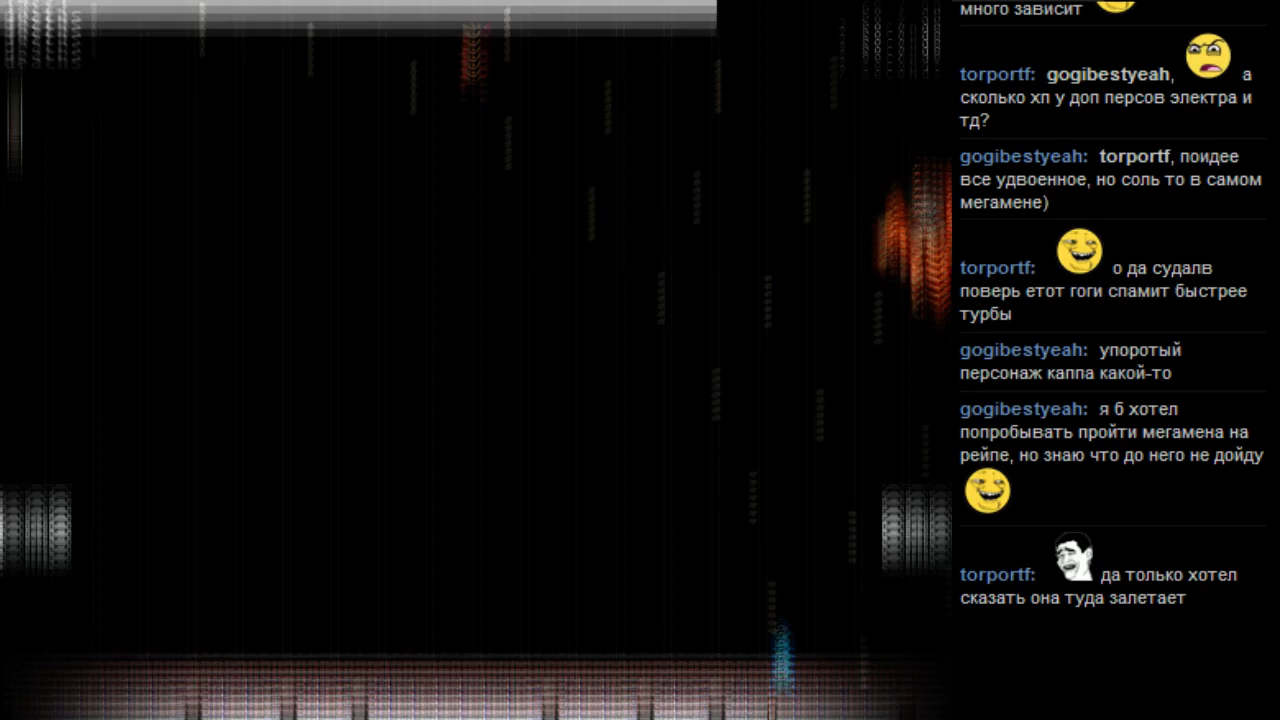 много зависит
torportf: gogibestyeah, а
сколько хп у доп персов электра и
тд?
gogibestyeah: torportf, поидее
все удвоенное, но соль то в самом
мегамене)
torportf: о да судалв
поверь етот гоги спамит быстрее
турбы
gogibestyeah: упоротый
персонаж каппа какой-то
gogibestyeah: я б хотел
попробывать пройти мегамена на
рейпе, но знаю что до него не дойду
torportf: да только хотел
сказать она туда залетает